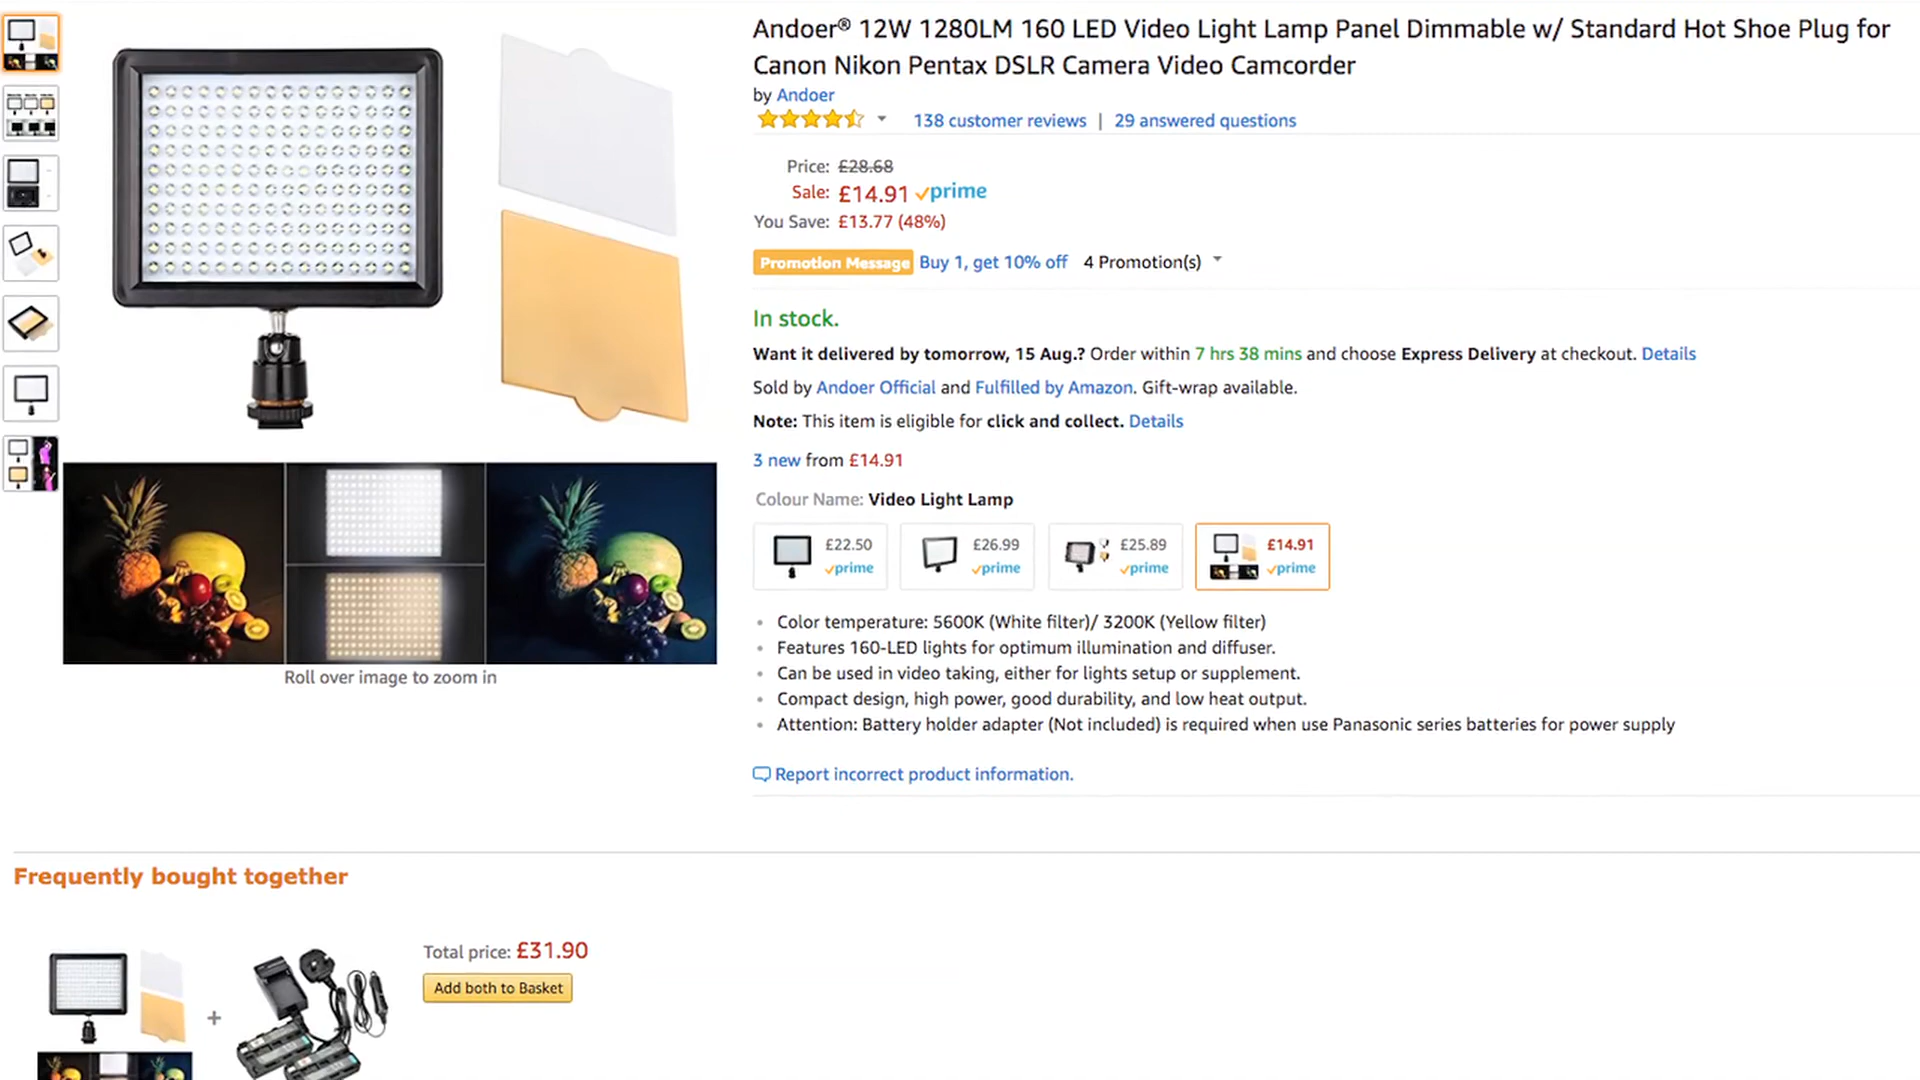 Andoer® 12W 1280LM 160 LED Video Light Lamp Panel Dimmable w/ Standard Hot Shoe Plug for
Canon Nikon Pentax DSLR Camera Video Camcorder
by Andoer
138 customer reviews | 29 answered questions
Price: £28.68
Sale: £14.91 prime
You Save: £13.77 (48%)
Promotion Message Buy 1, get 10% off 4 Promotion(s)
In stock.
Want it delivered by tomorrow, 15 Aug.? Order within 7 hrs 38 mins and choose Express Delivery at checkout. Details
Sold by Andoer Official and Fulfilled by Amazon. Gift-wrap available.
Note: This item is eligible for click and collect. Details
3 new from £14.91
Colour Name: Video Light Lamp
£22.50 £26.99 £25.89 £14.91
prime prime prime prime
• Color temperature: 5600K (White filter)/ 3200K (Yellow filter)
• Features 160-LED lights for optimum illumination and diffuser.
• Can be used in video taking, either for lights setup or supplement.
• Compact design, high power, good durability, and low heat output.
• Attention: Battery holder adapter (Not included) is required when use Panasonic series batteries for power supply
Report incorrect product information.
Roll over image to zoom in
Frequently bought together
Total price: £31.90
Add both to Basket